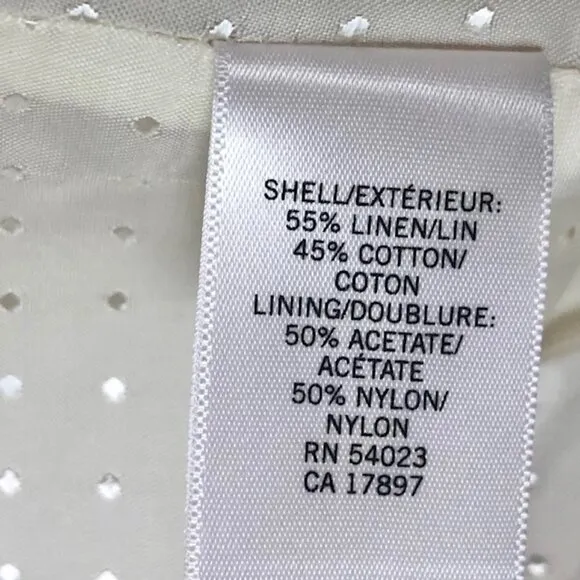 SHELL/EXTÉRIEUR:
55% LINEN/LIN
45% COTTON/
COTON
LINING/DOUBLURE:
50% ACETATE/
ACÉTATE
50% NYLON/
NYLON
RN 54023
CA 17897